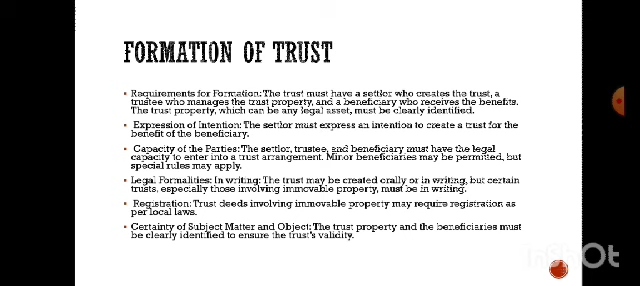 FORMATION OF TRUST
▪ Requirements for Formation: The trust must have a settlor who creates the trust, a
trustee who manages the trust property, and a beneficiary who receives the benefits.
The trust property, which can be any legal asset, must be clearly identified.
▪ Expression of Intention: The settlor must express an intention to create a trust for the
benefit of the beneficiary.
▪ Capacity of the Parties: The settlor, trustee, and beneficiary must have the legal
capacity to enter into a trust arrangement. Minor beneficiaries may be permitted, but
special rules may apply.
▪ Legal Formalities: In writing: The trust may be created orally or in writing, but certain
trusts, especially those involving immovable property, must be in writing.
▪ Registration: Trust deeds involving immovable property may require registration as
per local laws.
▪ Certainty of Subject Matter and Object: The trust property and the beneficiaries must
be clearly identified to ensure the trust's validity.